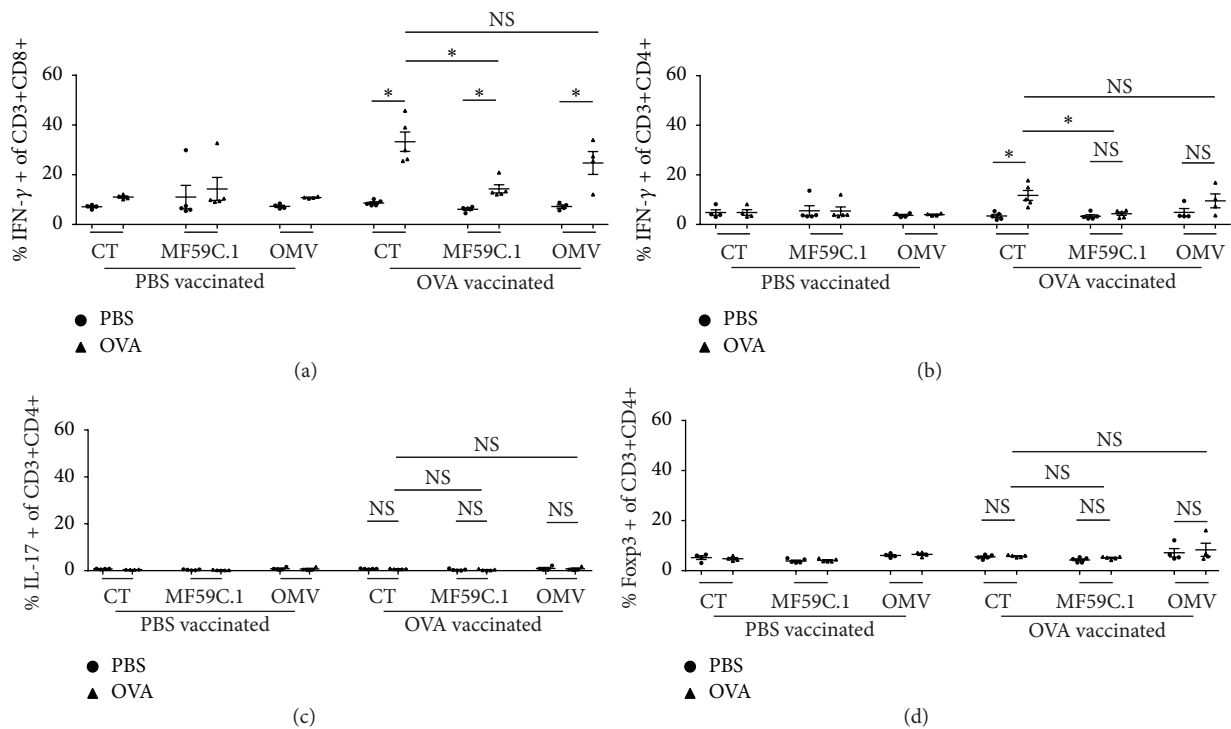 NS
*
* * *
% IFN-γ + of CD3+CD8+
60
40
20
0
CT MF59C.1 OMV CT MF59C.1 OMV
PBS vaccinated OVA vaccinated
PBS
OVA
(a)
NS
*
* NS NS
% IFN-γ + of CD3+CD4+
60
40
20
0
CT MF59C.1 OMV CT MF59C.1 OMV
PBS vaccinated OVA vaccinated
PBS
OVA
(b)
NS
NS
NS NS NS
% IL-17 + of CD3+CD4+
60
40
20
0
CT MF59C.1 OMV CT MF59C.1 OMV
PBS vaccinated OVA vaccinated
PBS
OVA
(c)
NS
NS
NS NS NS
% Foxp3 + of CD3+CD4+
60
40
20
0
CT MF59C.1 OMV CT MF59C.1 OMV
PBS vaccinated OVA vaccinated
PBS
OVA
(d)